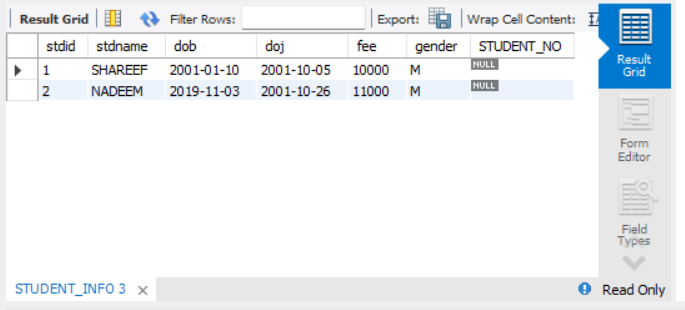 Result Grid Filter Rows: Export: Wrap Cell Content:
stdid stdname dob doj fee gender STUDENT_NO
1 SHAREEF 2001-01-10 2001-10-05 10000 M NULL
2 NADEEM 2019-11-03 2001-10-26 11000 M NULL
Result
Grid
Form
Editor
Field
Types
STUDENT_INFO 3
Read Only